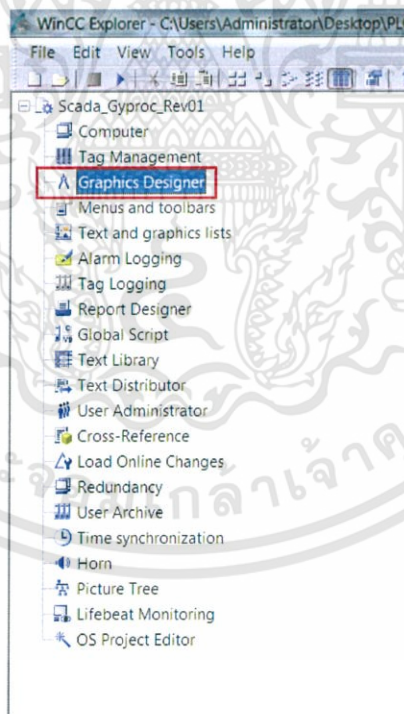 WinCC Explorer - C:\Users\Administrator\Desktop\PL
File Edit View Tools Help
Scada_Gyproc_Rev01
Computer
Tag Management
Graphics Designer
Menus and toolbars
Text and graphics lists
Alarm Logging
Tag Logging
Report Designer
Global Script
Text Library
Text Distributor
User Administrator
Cross-Reference
Load Online Changes
Redundancy
User Archive
Time synchronization
Horn
Picture Tree
Lifebeat Monitoring
OS Project Editor